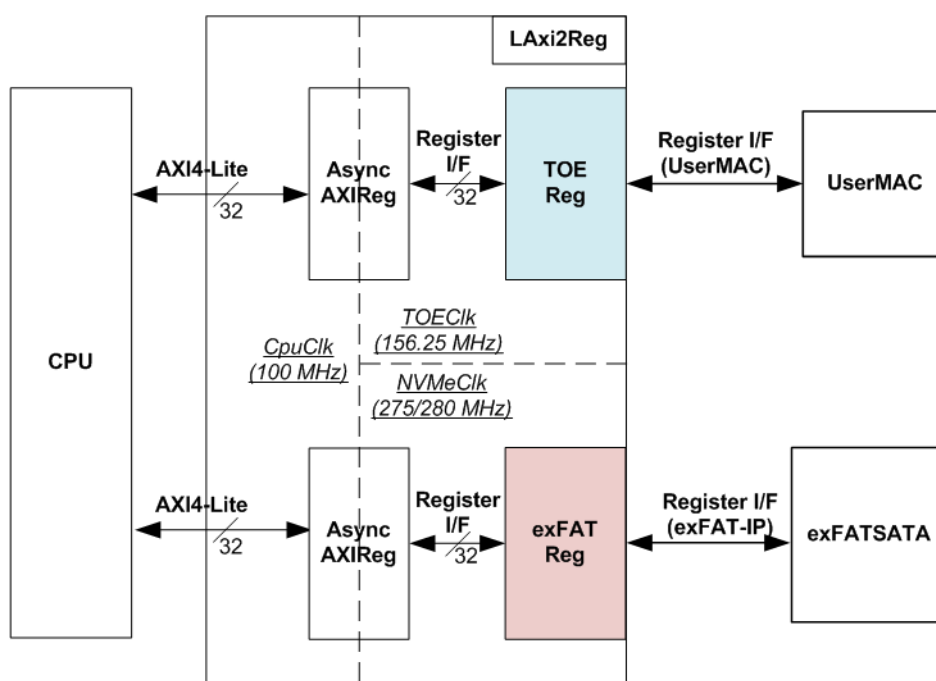 LAxi2Reg
CPU
AXI4-Lite
32
Async
AXIReg
Register
I/F
32
TOE
Reg
Register I/F
(UserMAC)
UserMAC
CpuClk
(100 MHz)
TOEClk
(156.25 MHz)
NVMeClk
(275/280 MHz)
AXI4-Lite
32
Async
AXIReg
Register
I/F
32
exFAT
Reg
Register I/F
(exFAT-IP)
exFATSATA